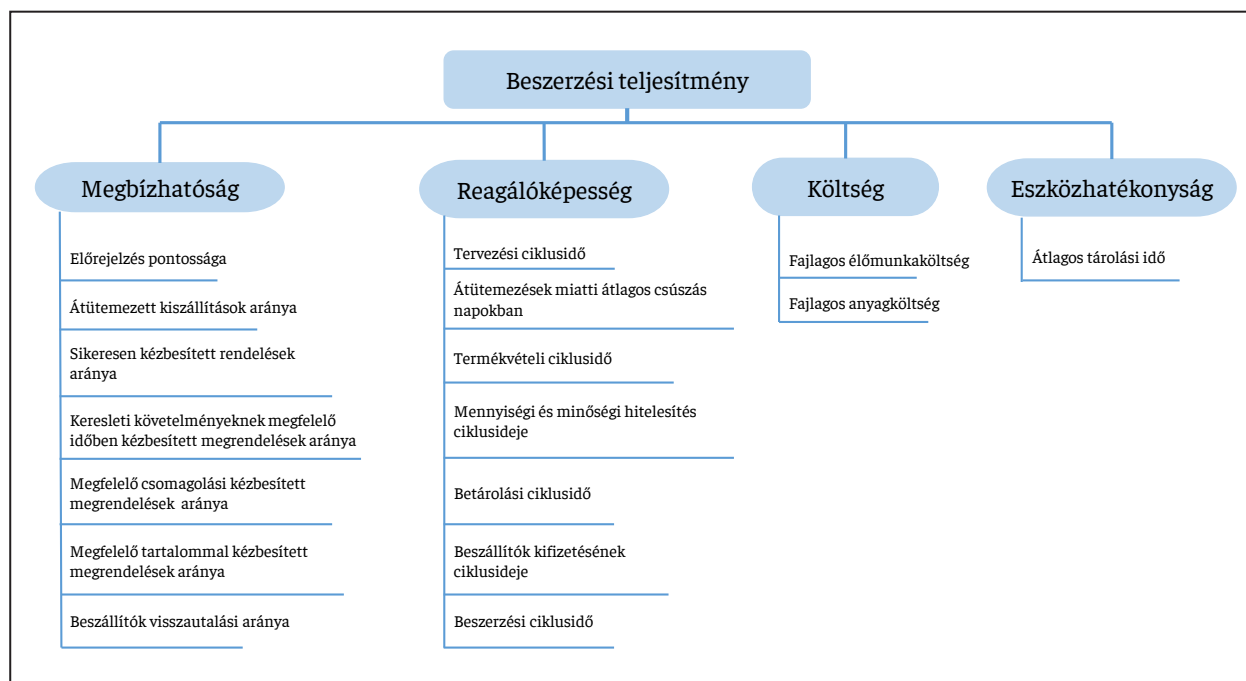 Beszerzési teljesítmény
Megbízhatóság
Előrejelzés pontossága
Átütemezett kiszállítások aránya
Sikeresen kézbesített rendelések
aránya
Keresleti követelményeknek megfelelő
időben kézbesített megrendelések aránya
Megfelelő csomagolási kézbesített
megrendelések aránya
Megfelelő tartalommal kézbesített
megrendelések aránya
Beszállítók visszautalási aránya
Reagálóképesség
Tervezési ciklusidő
Átütemezések miatti átlagos csúszás
napokban
Termékvételi ciklusidő
Mennyiségi és minőségi hitelesítés
ciklusideje
Betárolási ciklusidő
Beszállítók kifizetésének
ciklusideje
Beszerzési ciklusidő
Költség
Fajlagos élőmunkaköltség
Fajlagos anyagköltség
Eszközhatékonyság
Átlagos tárolási idő